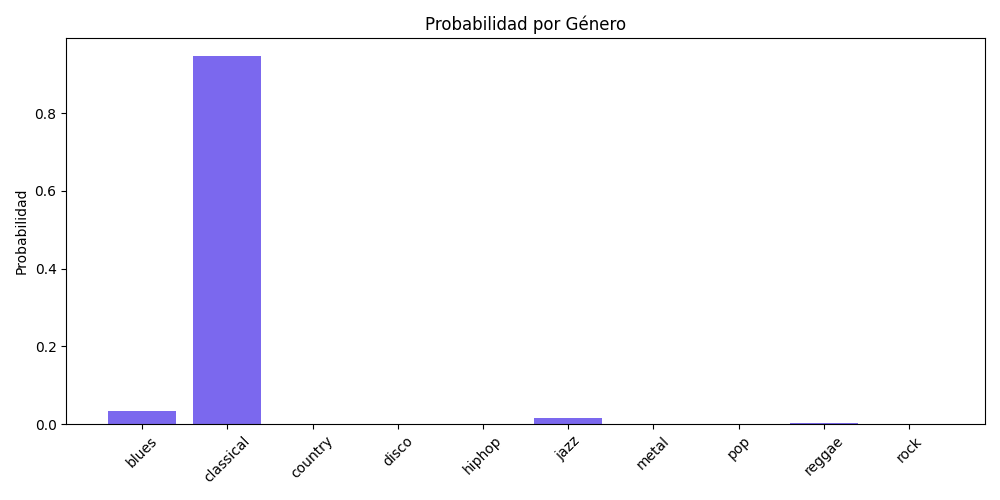 Probabilidad por Género
Probabilidad
0.8
0.6
0.4
0.2
0.0
blues
classical
country
disco
hiphop
jazz
metal
pop
reggae
rock